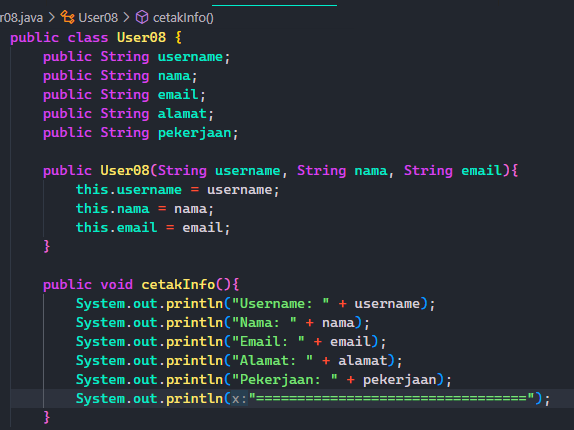 r08.java > User08 > cetakInfo()
public class User08 {
    public String username;
    public String nama;
    public String email;
    public String alamat;
    public String pekerjaan;

    public User08(String username, String nama, String email){
        this.username = username;
        this.nama = nama;
        this.email = email;
    }

    public void cetakInfo(){
        System.out.println("Username: " + username);
        System.out.println("Nama: " + nama);
        System.out.println("Email: " + email);
        System.out.println("Alamat: " + alamat);
        System.out.println("Pekerjaan: " + pekerjaan);
        System.out.println(x:"=================================");
    }